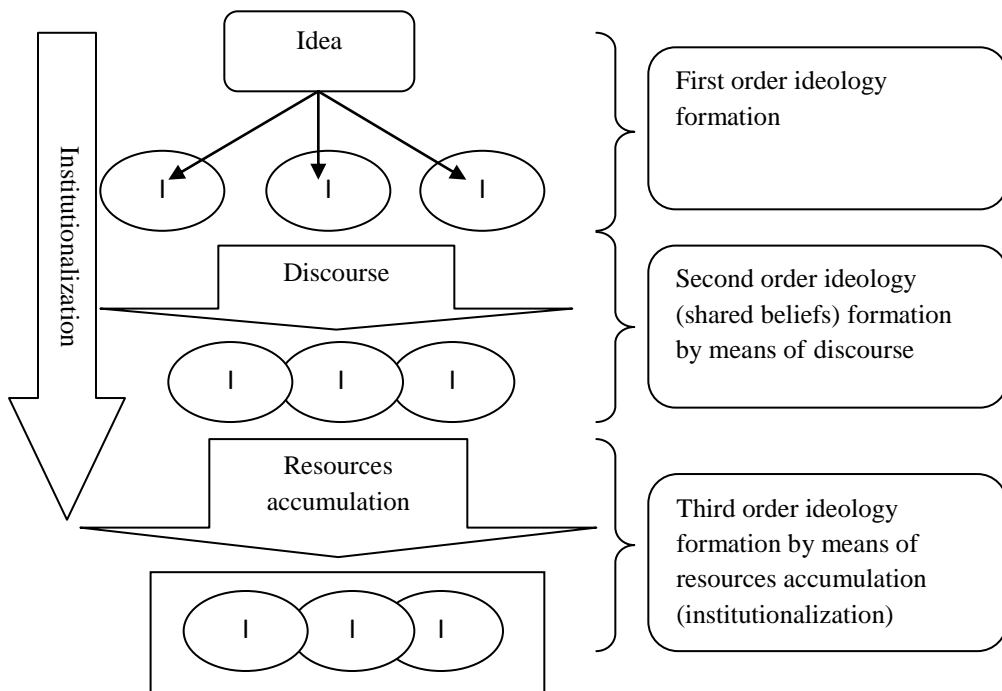 Idea
First order ideology
formation
Institutionalization
I
I
I
Discourse
Second order ideology
(shared beliefs) formation
by means of discourse
I
I
I
Resources
accumulation
Third order ideology
formation by means of
resources accumulation
(institutionalization)
I
I
I